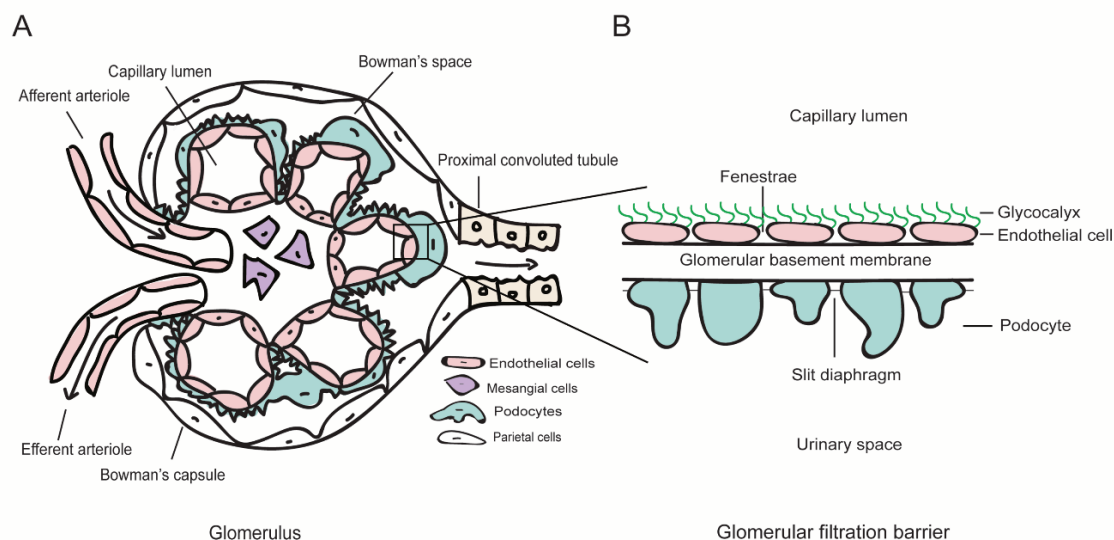 A
Capillary lumen
Afferent arteriole
Bowman's space
Proximal convoluted tubule
Endothelial cells
Mesangial cells
Podocytes
Parietal cells
Efferent arteriole
Bowman's capsule
Glomerulus
B
Capillary lumen
Fenestrae
Glycocalyx
Endothelial cell
Glomerular basement membrane
Podocyte
Slit diaphragm
Urinary space
Glomerular filtration barrier